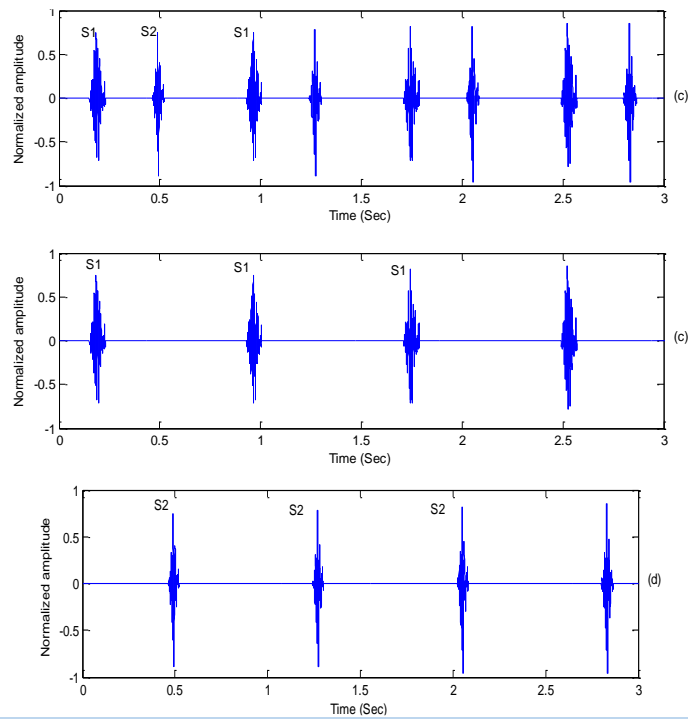 1
S1 S2 S1
0.5
0
-0.5
-1
Normalized amplitude
(c)
0 0.5 1 1.5 2 2.5 3
Time (Sec)
1
S1 S1 S1
0.5
0
-0.5
-1
Normalized amplitude
(c)
0 0.5 1 1.5 2 2.5 3
Time (Sec)
1
S2 S2 S2
0.5
0
-0.5
-1
Normalized amplitude
(d)
0 0.5 1 1.5 2 2.5 3
Time (Sec)